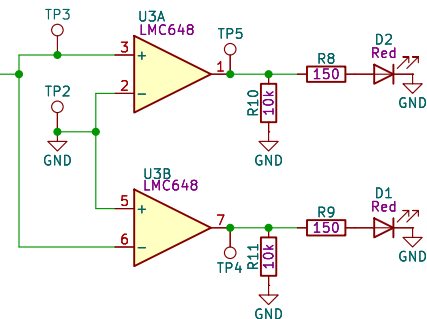 TP3
U3A
LMC648
TP5
3
+
2
−
1
R8
150
D2
Red
GND
TP2
GND
R10
10k
GND
U3B
LMC648
5
+
6
−
7
TP4
R9
150
D1
Red
GND
R11
10k
GND